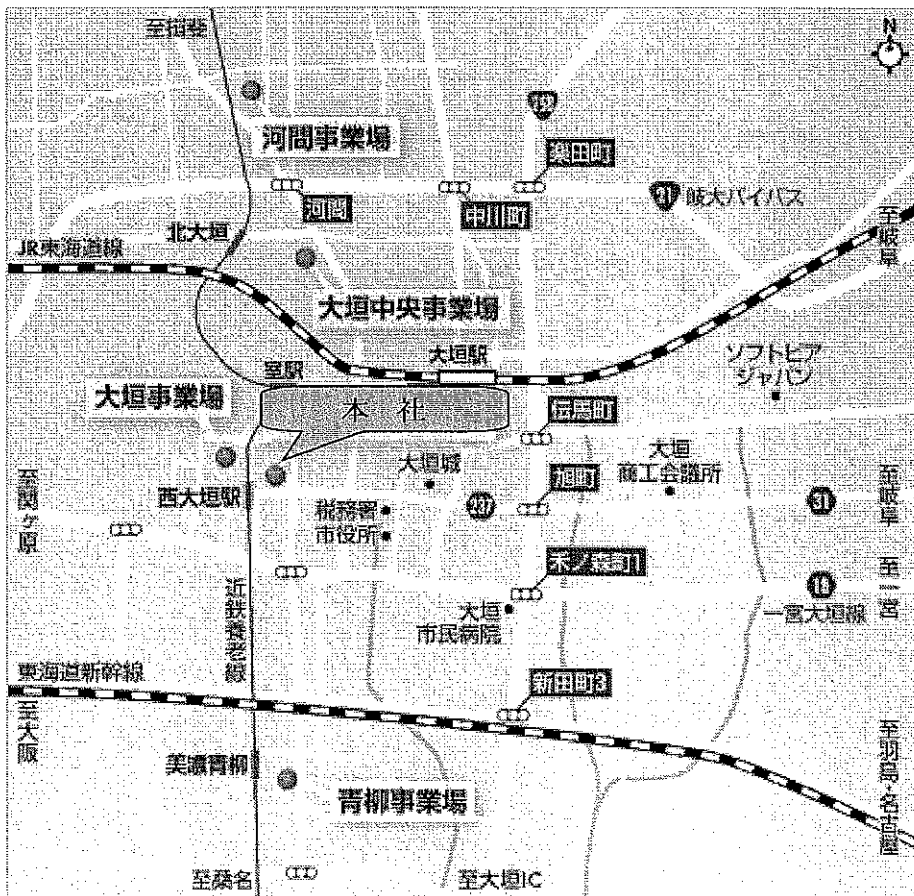 至揖斐
N
河間事業場
楽田町
河間
中川町
21
岐大バイパス
至岐阜
北大垣
JR東海道線
大垣中央事業場
大垣駅
室駅
ソフトピア
ジャパン
大垣事業場
本社
伝馬町
大垣城
大垣
商工会議所
旭町
至関ヶ原
西大垣駅
税務署
市役所
237
31
至岐阜
至一宮
近鉄養老線
大垣
市民病院
18
一宮大垣線
東海道新幹線
至大阪
新田町3
至羽島・名古屋
美濃青柳
青柳事業場
至桑名
至大垣IC